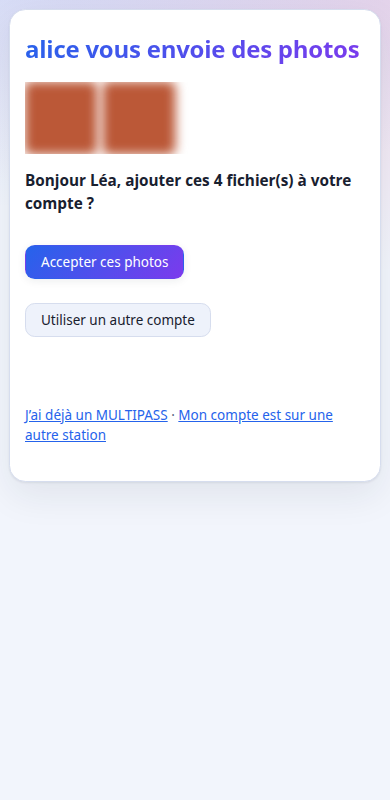 alice vous envoie des photos
Bonjour Léa, ajouter ces 4 fichier(s) à votre
compte ?
Accepter ces photos
Utiliser un autre compte
J'ai déjà un MULTIPASS · Mon compte est sur une
autre station